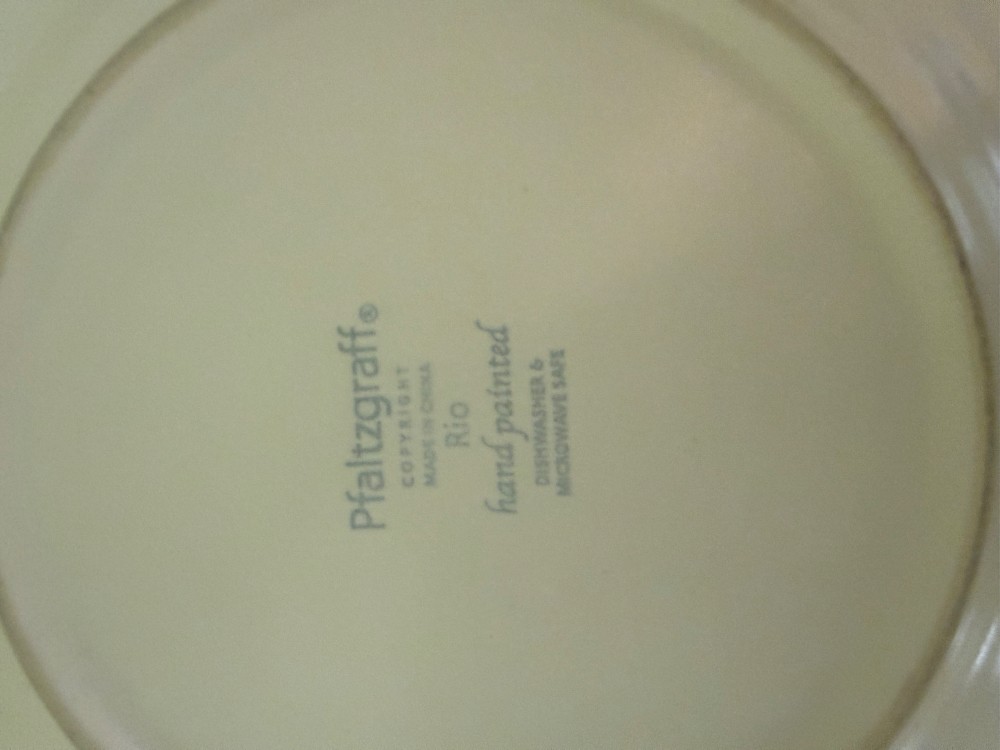 Pfaltzgraff®
COPYRIGHT
MADE IN CHINA
Rio
hand painted
DISHWASHER &
MICROWAVE SAFE